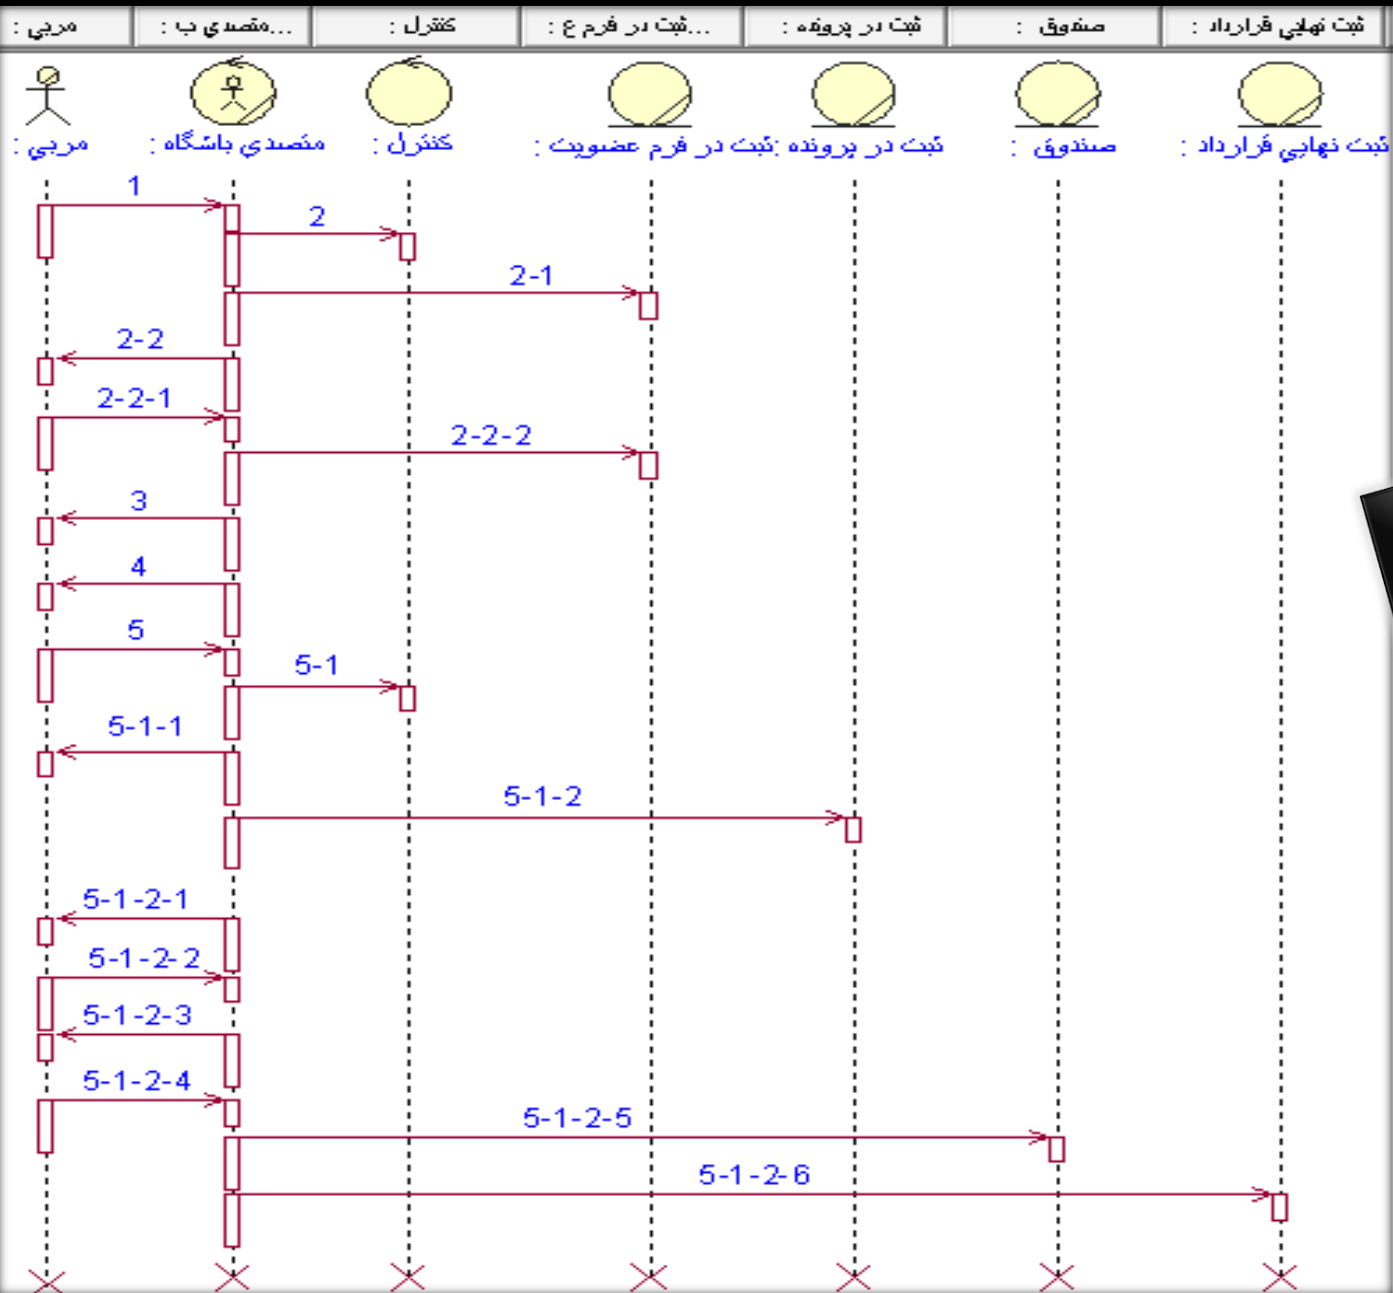 مربي :
متصدي ب... :
كنترل :
ثبت در فرم ع... :
ثبت در پرونده :
صندوق :
ثبت نهايي قرارداد :
مربي :
متصدي باشگاه :
كنترل :
ثبت در فرم عضويت :
ثبت در پرونده :
صندوق :
ثبت نهايي قرارداد :
1
2
2-1
2-2
2-2-1
2-2-2
3
4
5
5-1
5-1-1
5-1-2
5-1-2-1
5-1-2-2
5-1-2-3
5-1-2-4
5-1-2-5
5-1-2-6